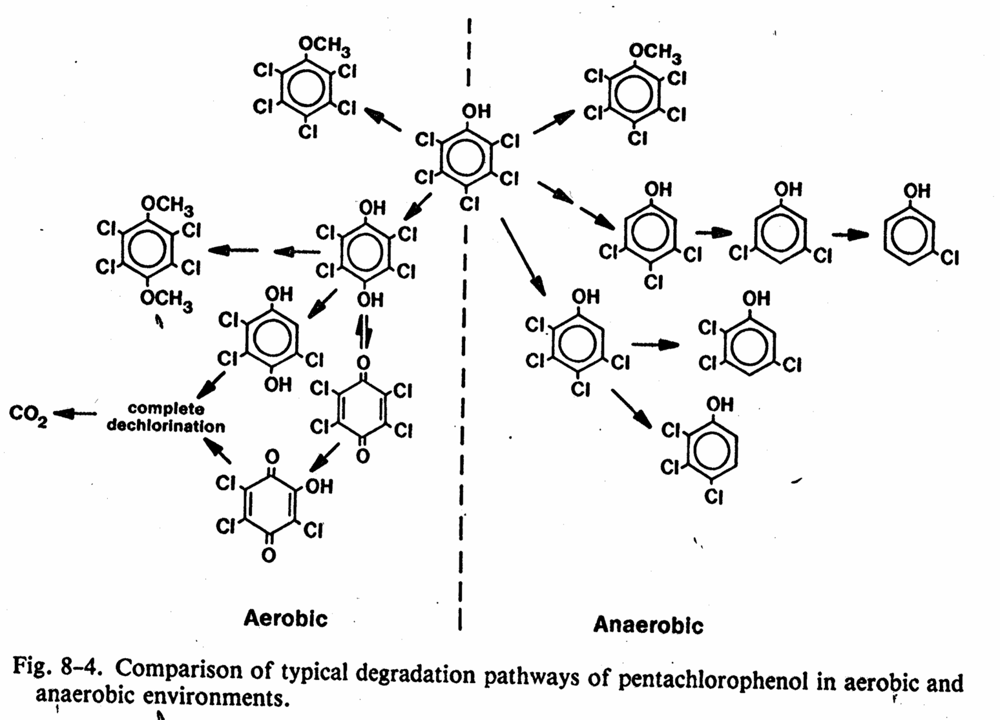 OCH3
Cl Cl
Cl Cl
Cl
OCH3
Cl Cl
Cl Cl
Cl
OH
Cl Cl
Cl Cl
Cl
OCH3
Cl Cl
Cl Cl
OCH3
OH
Cl Cl
Cl Cl
OH
OH
Cl
Cl Cl
OH
O
Cl Cl
Cl Cl
O
CO2
complete
dechlorination
O
Cl OH
Cl Cl
O
OH
Cl Cl
Cl
OH
Cl Cl
OH
Cl
OH
Cl
Cl Cl
Cl
OH
Cl
Cl Cl
OH
Cl
Cl
Cl
Aerobic
Anaerobic
Fig. 8-4. Comparison of typical degradation pathways of pentachlorophenol in aerobic and
anaerobic environments.